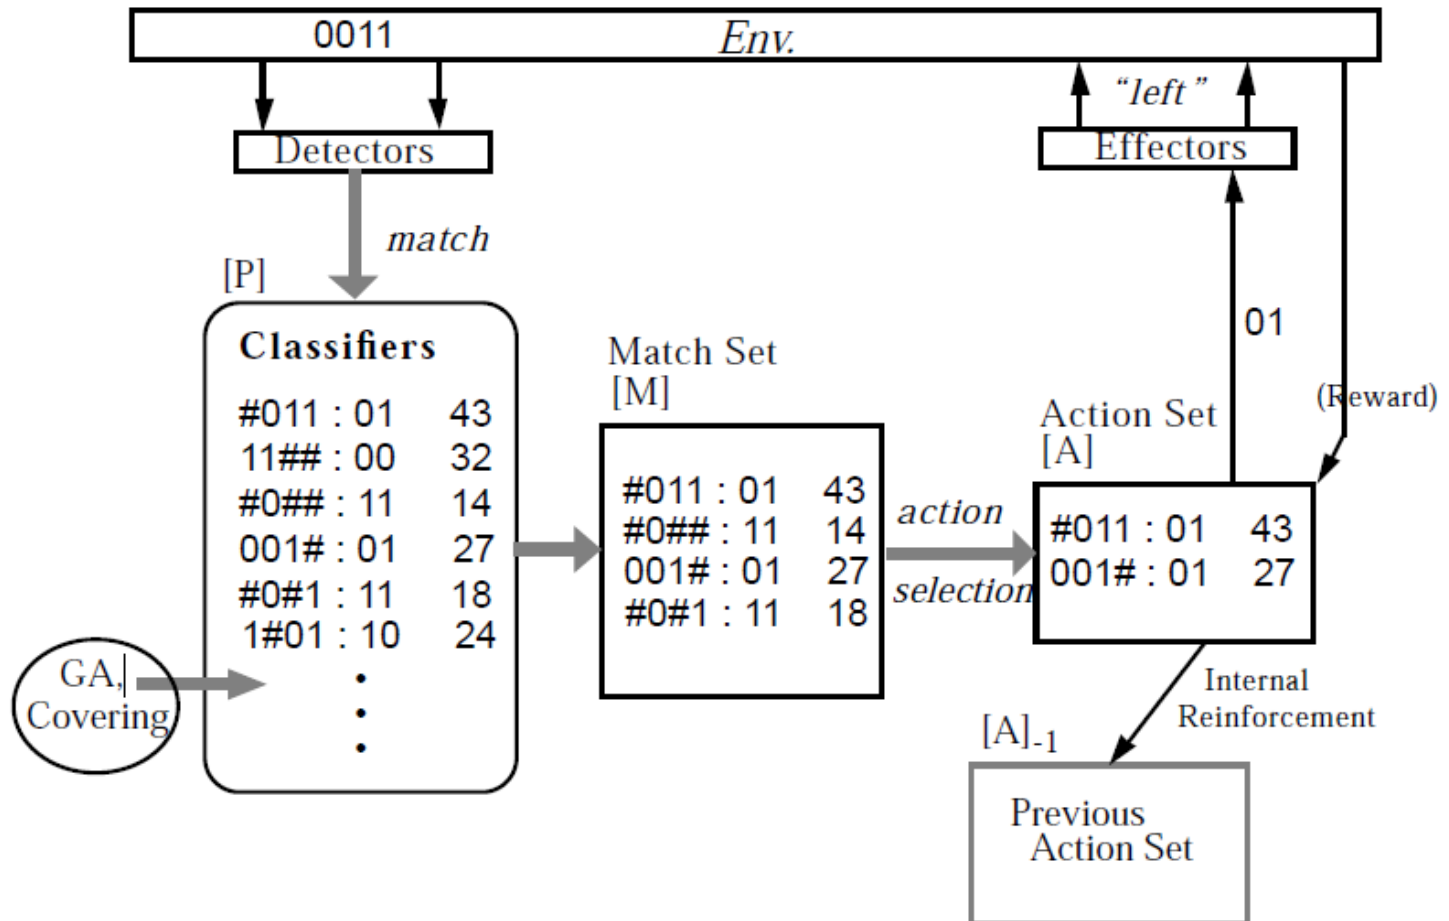 0011
Env.
“left”
Detectors
Effectors
match
[P]
Classifiers
#011 : 01 43
11## : 00 32
#0## : 11 14
001# : 01 27
#0#1 : 11 18
1#01 : 10 24
GA,
Covering
Match Set
[M]
#011 : 01 43
#0## : 11 14
001# : 01 27
#0#1 : 11 18
action
selection
01
(Reward)
Action Set
[A]
#011 : 01 43
001# : 01 27
Internal
Reinforcement
[A]-1
Previous
Action Set